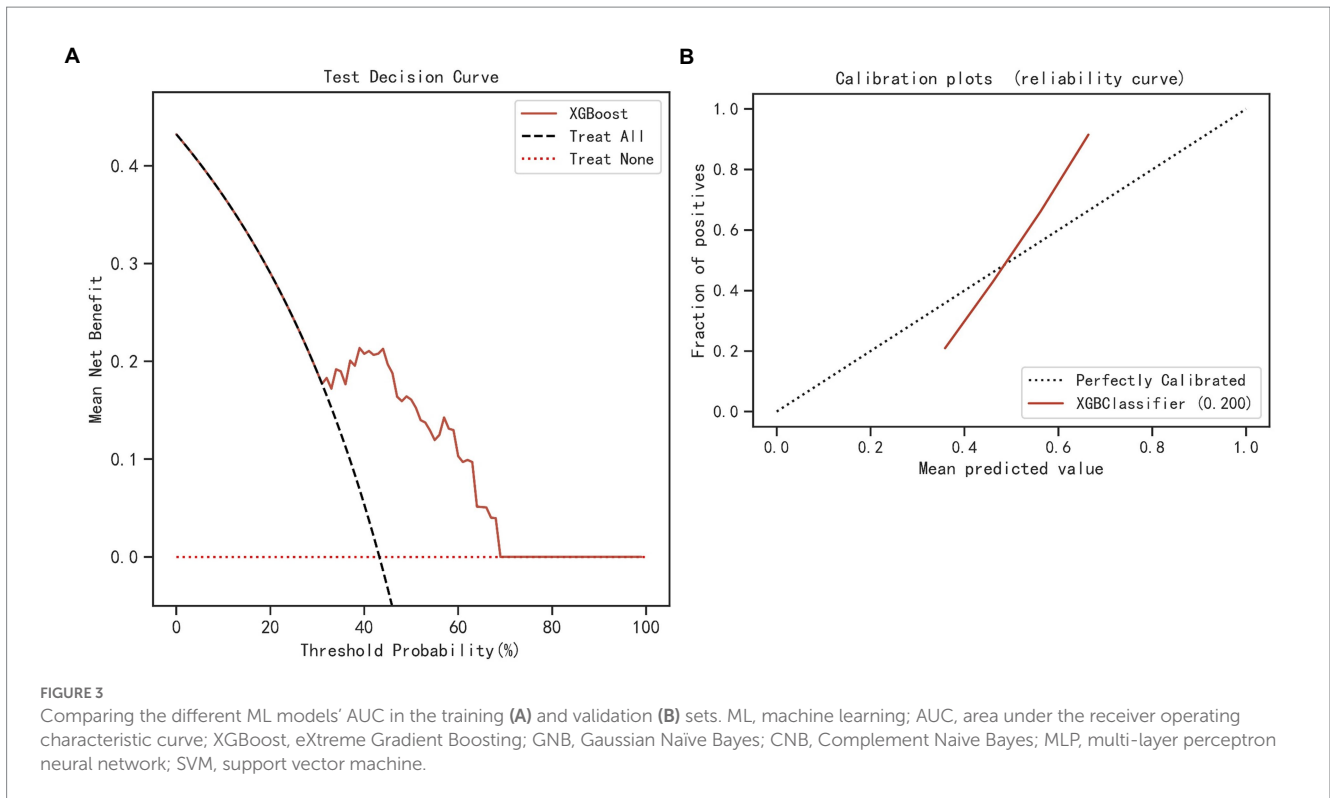 A
Test Decision Curve
XGBoost
Treat All
Treat None
Mean Net Benefit
0.4
0.3
0.2
0.1
0.0
0 20 40 60 80 100
Threshold Probability(%)
B
Calibration plots (reliability curve)
Fraction of positives
1.0
0.8
0.6
0.4
0.2
0.0
Perfectly Calibrated
XGBClassifier (0.200)
0.0 0.2 0.4 0.6 0.8 1.0
Mean predicted value
FIGURE 3
Comparing the different ML models’ AUC in the training (A) and validation (B) sets. ML, machine learning; AUC, area under the receiver operating
characteristic curve; XGBoost, eXtreme Gradient Boosting; GNB, Gaussian Naïve Bayes; CNB, Complement Naive Bayes; MLP, multi-layer perceptron
neural network; SVM, support vector machine.